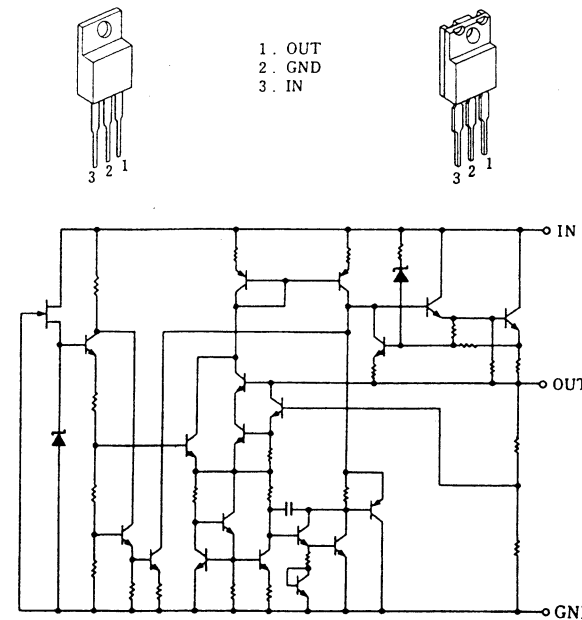 1. OUT
2. GND
3. IN
3 2 1
3 2 1
IN
OUT
GND